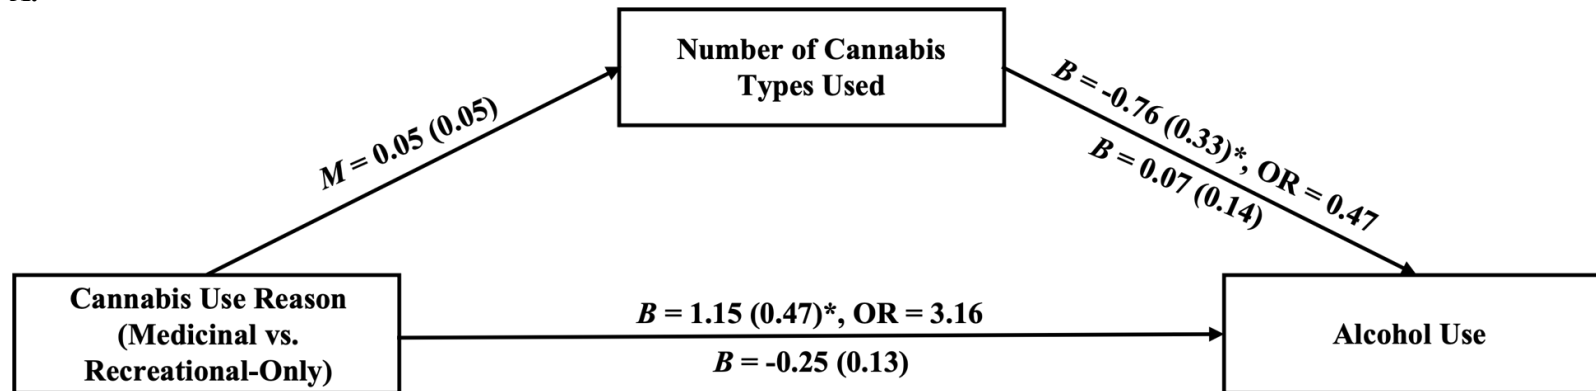 Number of Cannabis
Types Used
M = 0.05 (0.05)
B = -0.76 (0.33)*, OR = 0.47
B = 0.07 (0.14)
Cannabis Use Reason
(Medicinal vs.
Recreational-Only)
B = 1.15 (0.47)*, OR = 3.16
B = -0.25 (0.13)
Alcohol Use